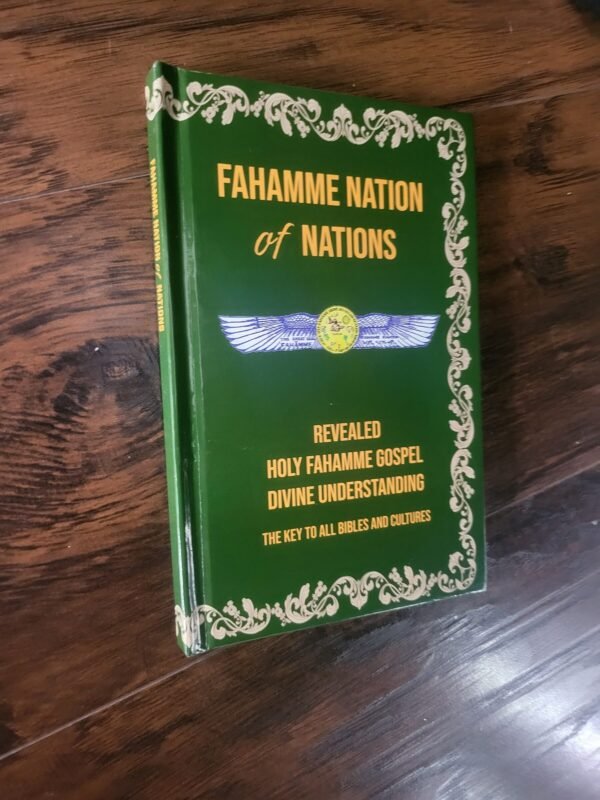 FAHAMME NATION
of NATIONS
FAHAMME
REVEALED
HOLY FAHAMME GOSPEL
DIVINE UNDERSTANDING
THE KEY TO ALL BIBLES AND CULTURES
FAHAMME NATION of NATIONS